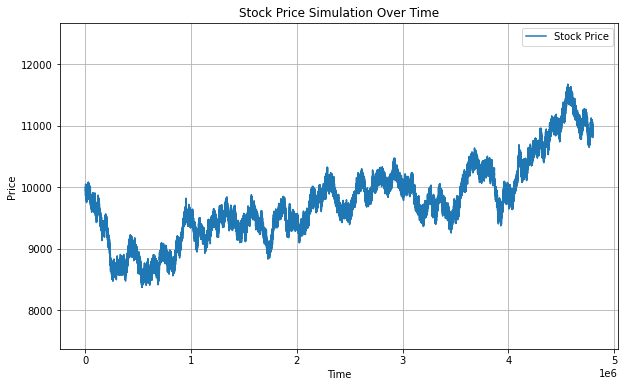 Stock Price Simulation Over Time
Stock Price
12000
11000
10000
9000
8000
Price
0 1 2 3 4 5
1e6
Time